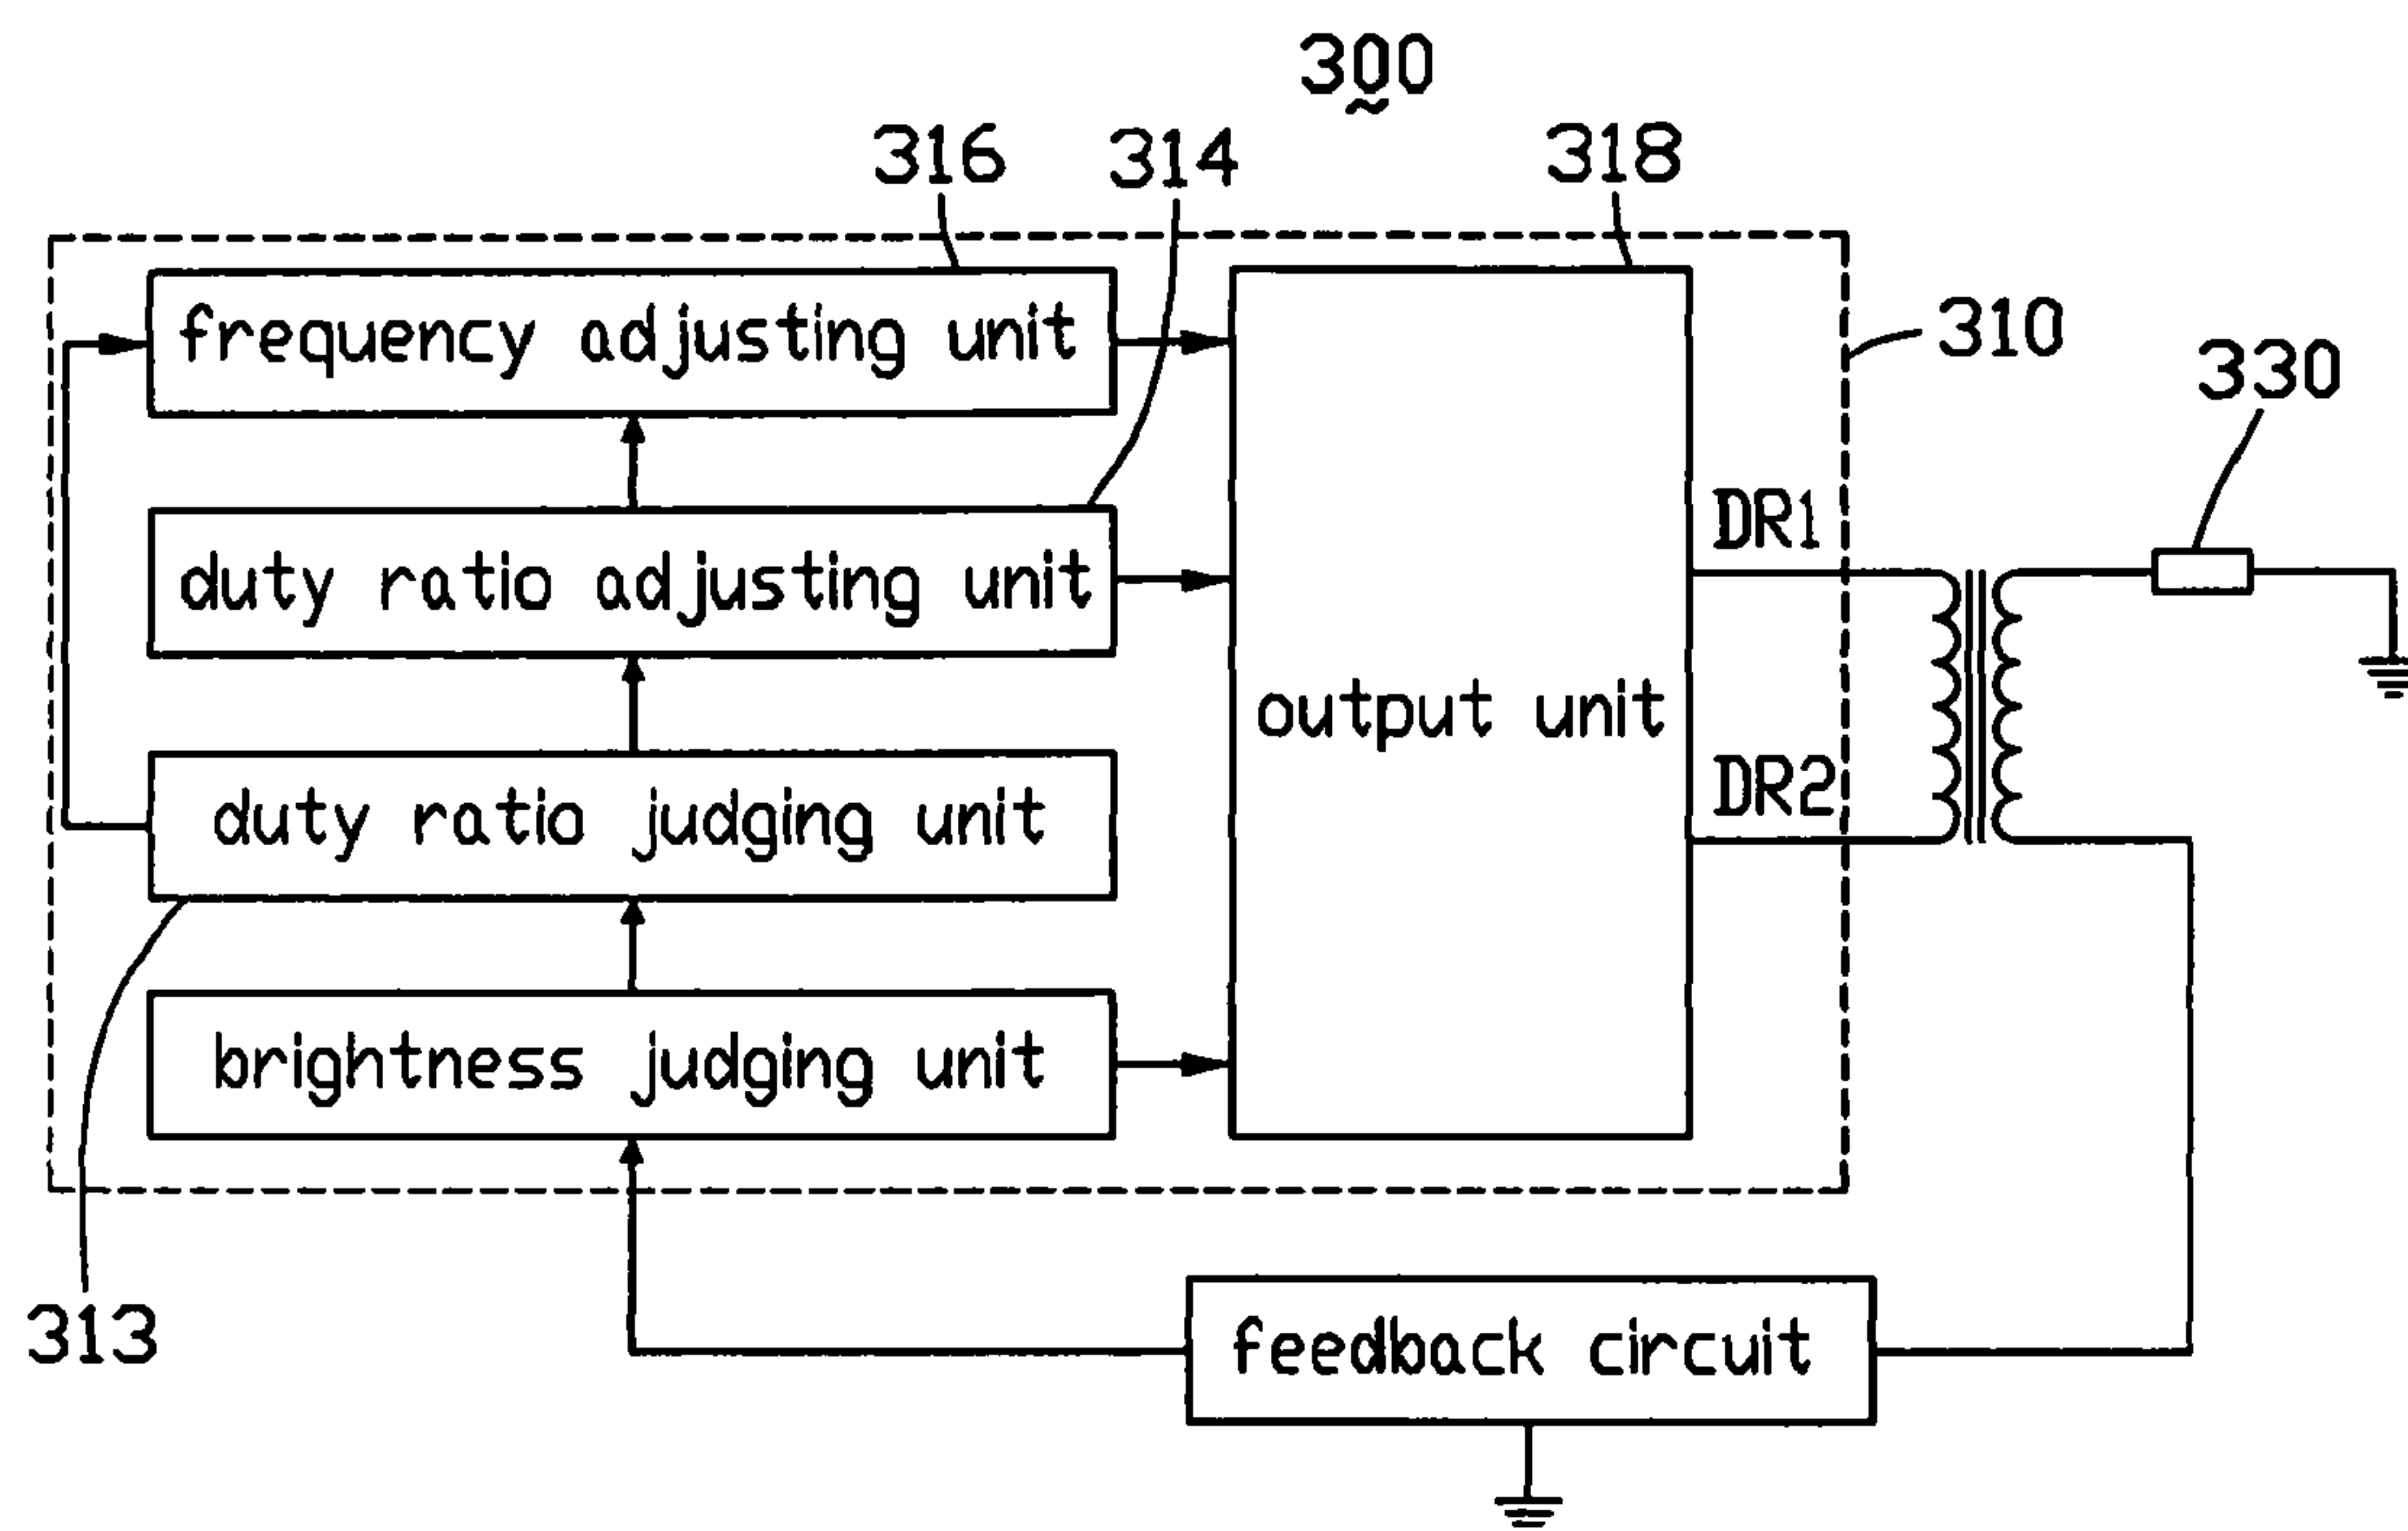 300
316
314
318
frequency adjusting unit
310
330
duty ratio adjusting unit
DR1
output unit
duty ratio judging unit
DR2
brightness judging unit
313
feedback circuit